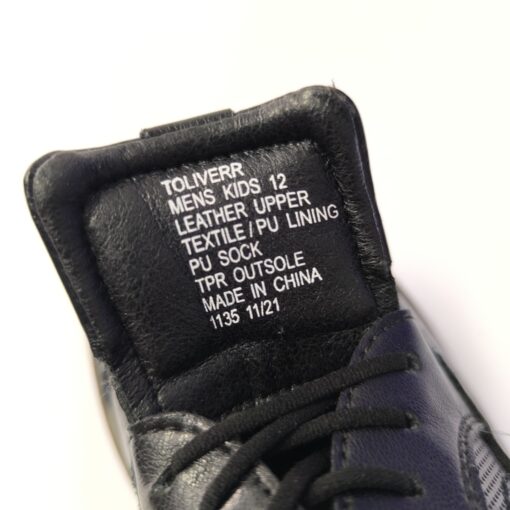 TOLIVERR
MENS KIDS 12
LEATHER UPPER
TEXTILE/PU LINING
PU SOCK
TPR OUTSOLE
MADE IN CHINA
1135 11/21